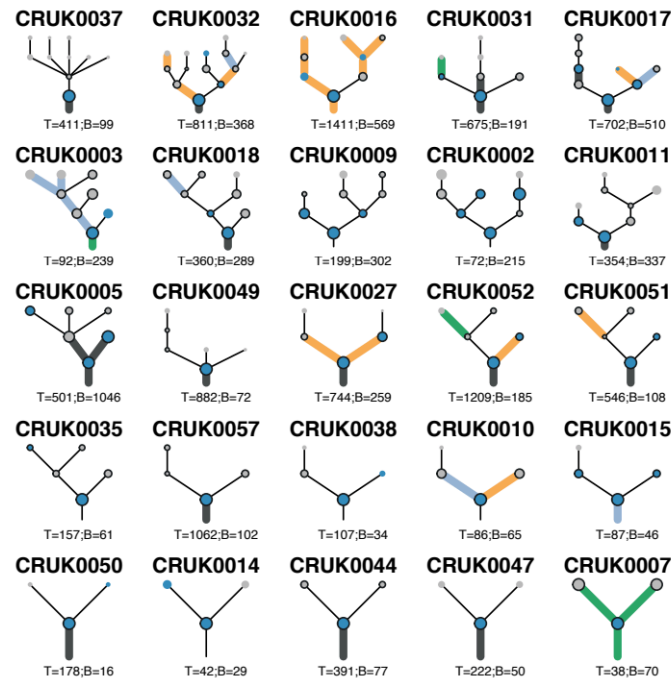 CRUK0037 CRUK0032 CRUK0016 CRUK0031 CRUK0017
T=411;B=99 T=811;B=368 T=1411;B=569 T=675;B=191 T=702;B=510
CRUK0003 CRUK0018 CRUK0009 CRUK0002 CRUK0011
T=92;B=239 T=360;B=289 T=199;B=302 T=72;B=215 T=354;B=337
CRUK0005 CRUK0049 CRUK0027 CRUK0052 CRUK0051
T=501;B=1046 T=882;B=72 T=744;B=259 T=1209;B=185 T=546;B=108
CRUK0035 CRUK0057 CRUK0038 CRUK0010 CRUK0015
T=157;B=61 T=1062;B=102 T=107;B=34 T=86;B=65 T=87;B=46
CRUK0050 CRUK0014 CRUK0044 CRUK0047 CRUK0007
T=178;B=16 T=42;B=29 T=391;B=77 T=222;B=50 T=38;B=70